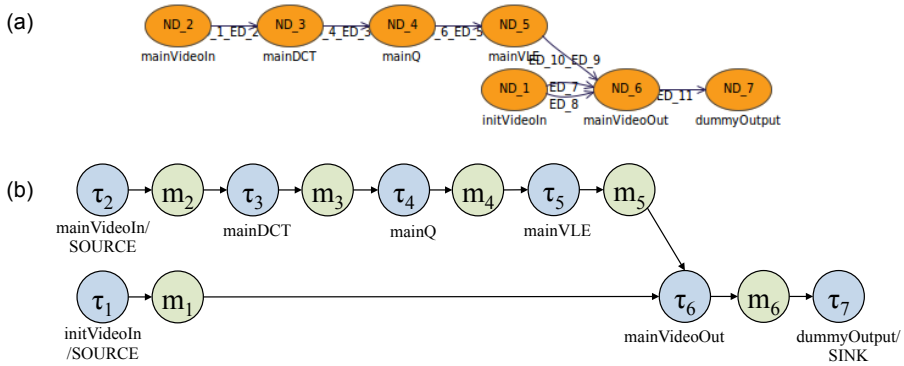 (a)
ND_2
_1_ED_2
ND_3
_4_ED_3
ND_4
_6_ED_5
ND_5
mainVideoIn
mainDCT
mainQ
mainVLE
ED_10_ED_9
ND_1
ED_7
ED_8
ND_6
ED_11
ND_7
initVideoIn
mainVideoOut
dummyOutput
(b)
τ2
m2
τ3
m3
τ4
m4
τ5
m5
mainVideoIn/
SOURCE
mainDCT
mainQ
mainVLE
τ1
m1
τ6
m6
τ7
initVideoIn
/SOURCE
mainVideoOut
dummyOutput/
SINK